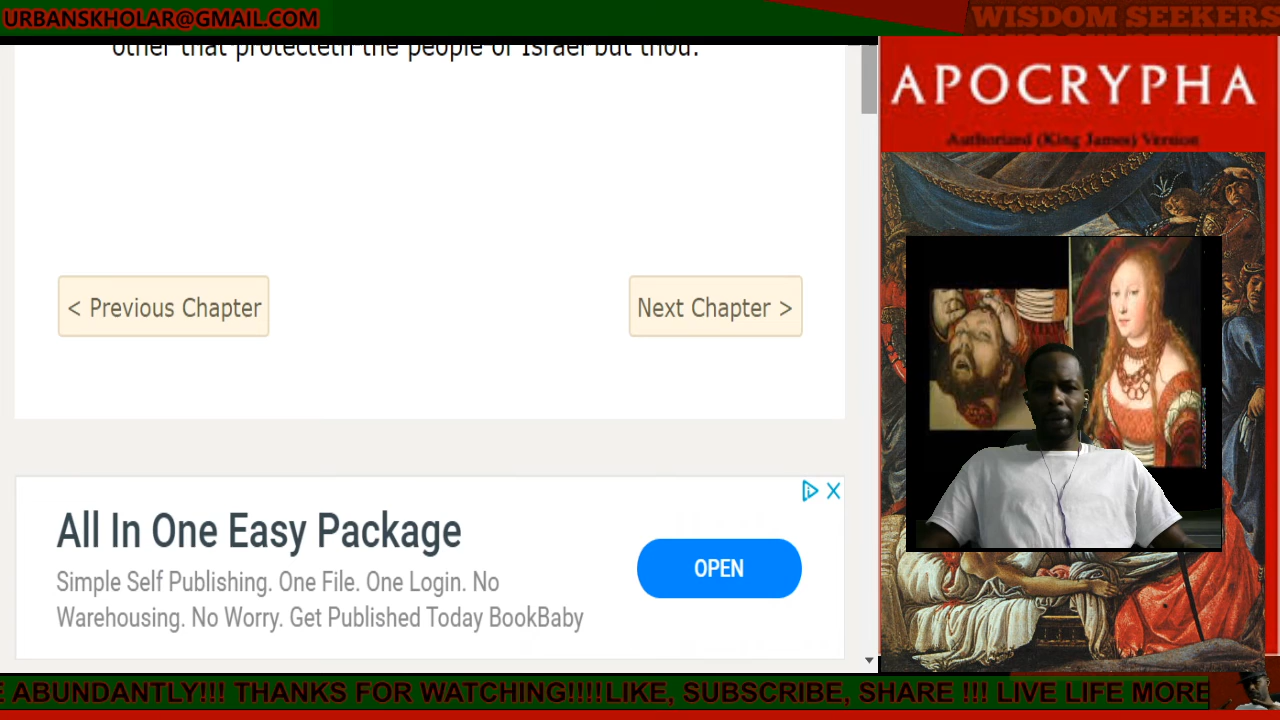 URBANSKHOLAR@GMAIL.COM
WISDOM SEEKERS
other that protecteth the people of Israel but thou.
APOCRYPHA
Authorized (King James) Version
< Previous Chapter
Next Chapter >
All In One Easy Package
Simple Self Publishing. One File. One Login. No
Warehousing. No Worry. Get Published Today BookBaby
OPEN
E ABUNDANTLY!!! THANKS FOR WATCHING!!!!LIKE, SUBSCRIBE, SHARE !!! LIVE LIFE MORE